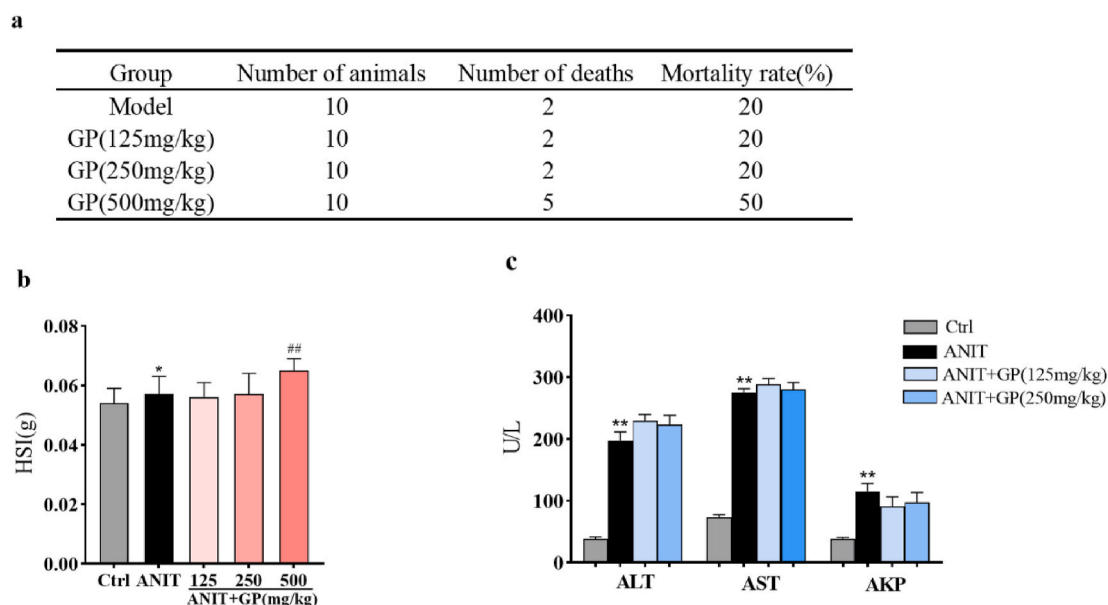 a
Group Number of animals Number of deaths Mortality rate(%)
Model 10 2 20
GP(125mg/kg) 10 2 20
GP(250mg/kg) 10 2 20
GP(500mg/kg) 10 5 50
b
HSI(g)
0.08
0.06
0.04
0.02
0.00
*
##
Ctrl ANIT 125 250 500
ANIT+GP(mg/kg)
c
U/L
400
300
200
100
0
**
**
**
ALT AST AKP
Ctrl
ANIT
ANIT+GP(125mg/kg)
ANIT+GP(250mg/kg)